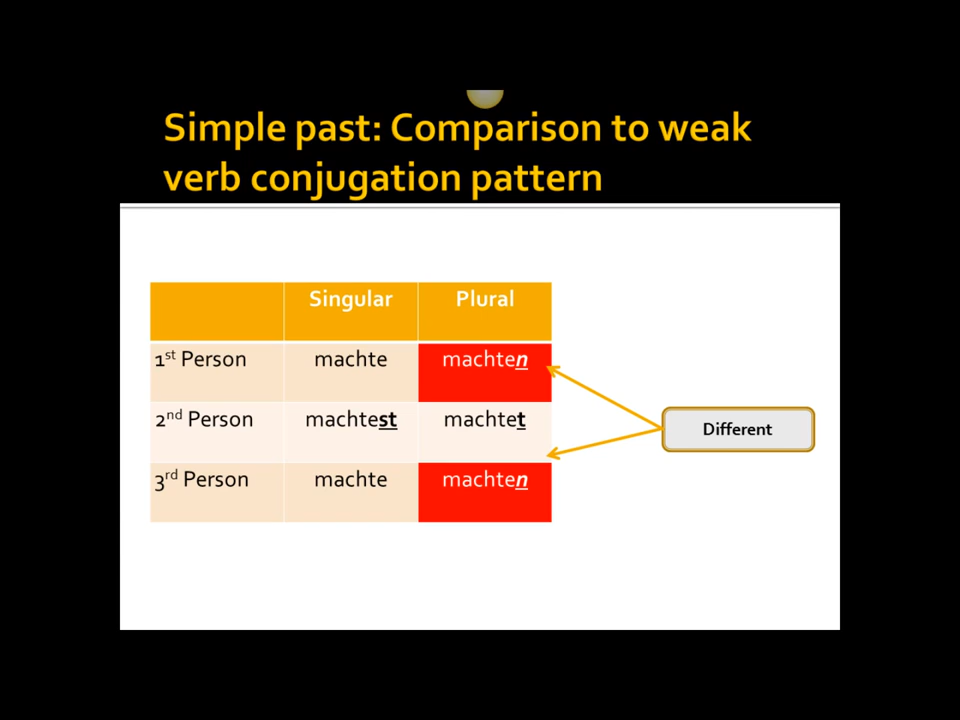 Simple past: Comparison to weak
verb conjugation pattern
Singular Plural
1st Person machte machten
2nd Person machtest machtet
Different
3rd Person machte machten